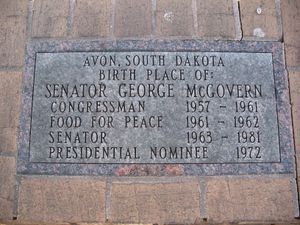 AVON, SOUTH DAKOTA
BIRTH PLACE OF:
SENATOR GEORGE McGOVERN
CONGRESSMAN 1957 - 1961
FOOD FOR PEACE 1961 - 1962
SENATOR 1963 - 1981
PRESIDENTIAL NOMINEE 1972